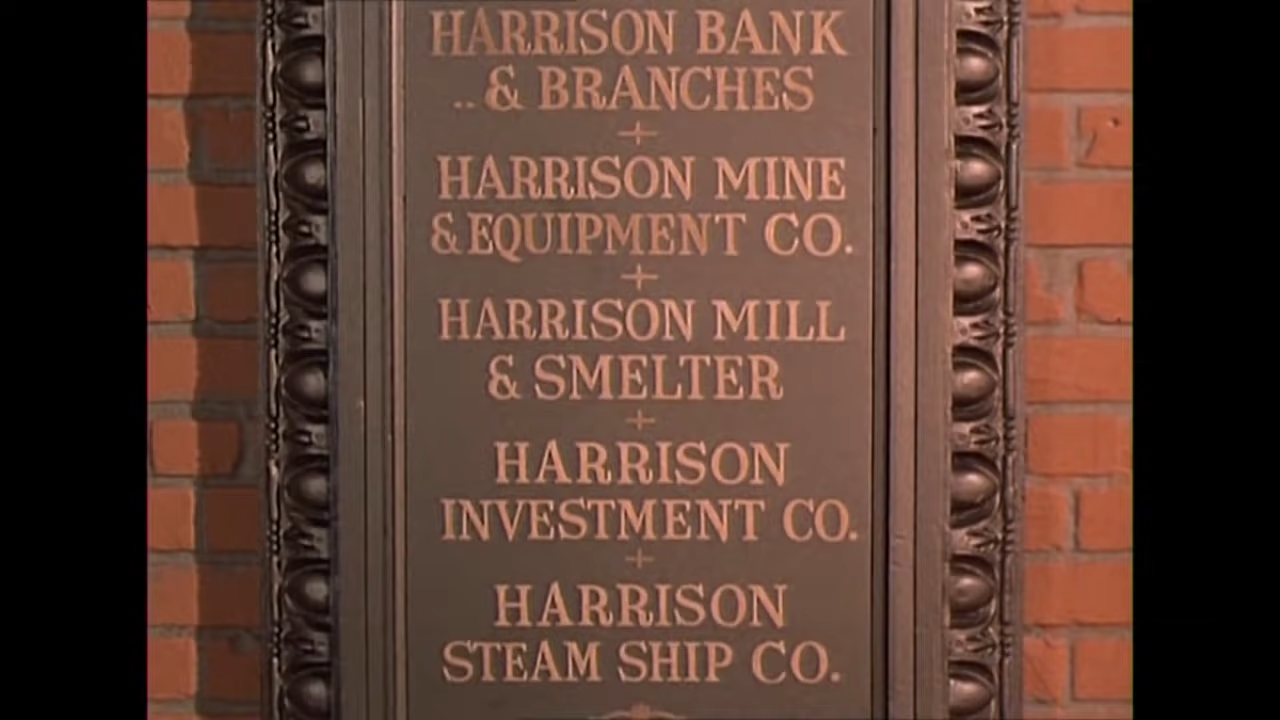 HARRISON BANK
..& BRANCHES
+
HARRISON MINE
& EQUIPMENT CO.
+
HARRISON MILL
& SMELTER
+
HARRISON
INVESTMENT CO.
+
HARRISON
STEAM SHIP CO.